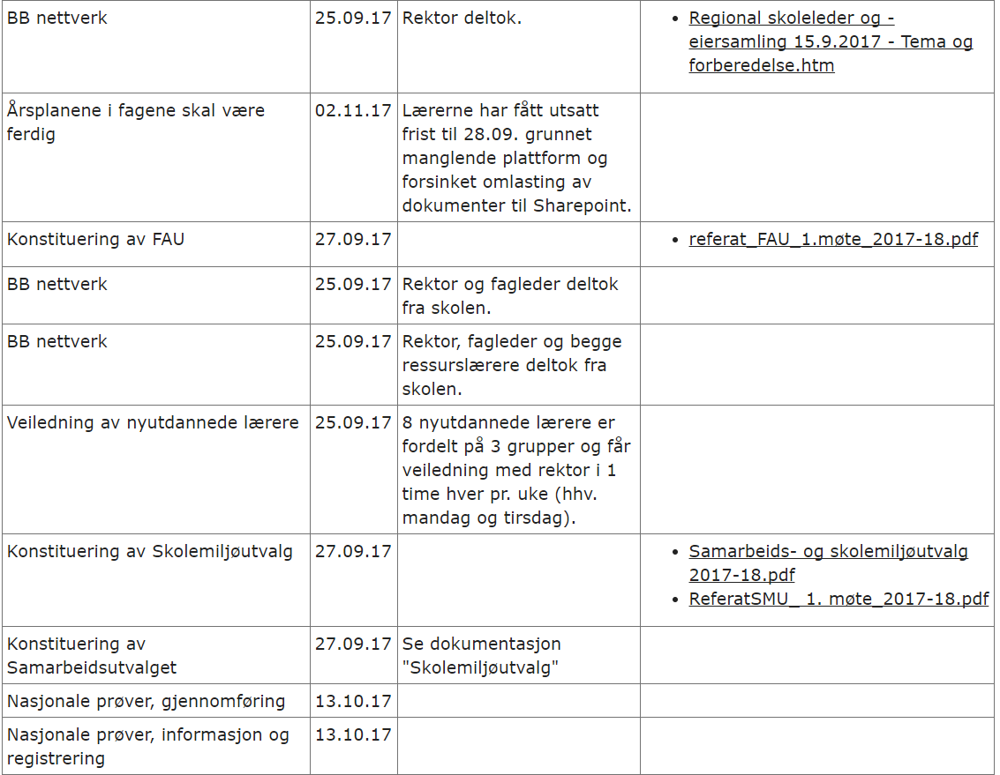 BB nettverk 25.09.17 Rektor deltok. • Regional skoleleder og -
eiersamling 15.9.2017 - Tema og
forberedelse.htm
Årsplanene i fagene skal være 02.11.17 Lærerne har fått utsatt
ferdig frist til 28.09. grunnet
manglende plattform og
forsinket omlasting av
dokumenter til Sharepoint.
Konstituering av FAU 27.09.17 • referat_FAU_1.møte_2017-18.pdf
BB nettverk 25.09.17 Rektor og fagleder deltok
fra skolen.
BB nettverk 25.09.17 Rektor, fagleder og begge
ressurslærere deltok fra
skolen.
Veiledning av nyutdannede lærere 25.09.17 8 nyutdannede lærere er
fordelt på 3 grupper og får
veiledning med rektor i 1
time hver pr. uke (hhv.
mandag og tirsdag).
Konstituering av Skolemiljøutvalg 27.09.17 • Samarbeids- og skolemiljøutvalg
2017-18.pdf
• ReferatSMU_ 1. møte_2017-18.pdf
Konstituering av 27.09.17 Se dokumentasjon
Samarbeidsutvalget "Skolemiljøutvalg"
Nasjonale prøver, gjennomføring 13.10.17
Nasjonale prøver, informasjon og 13.10.17
registrering